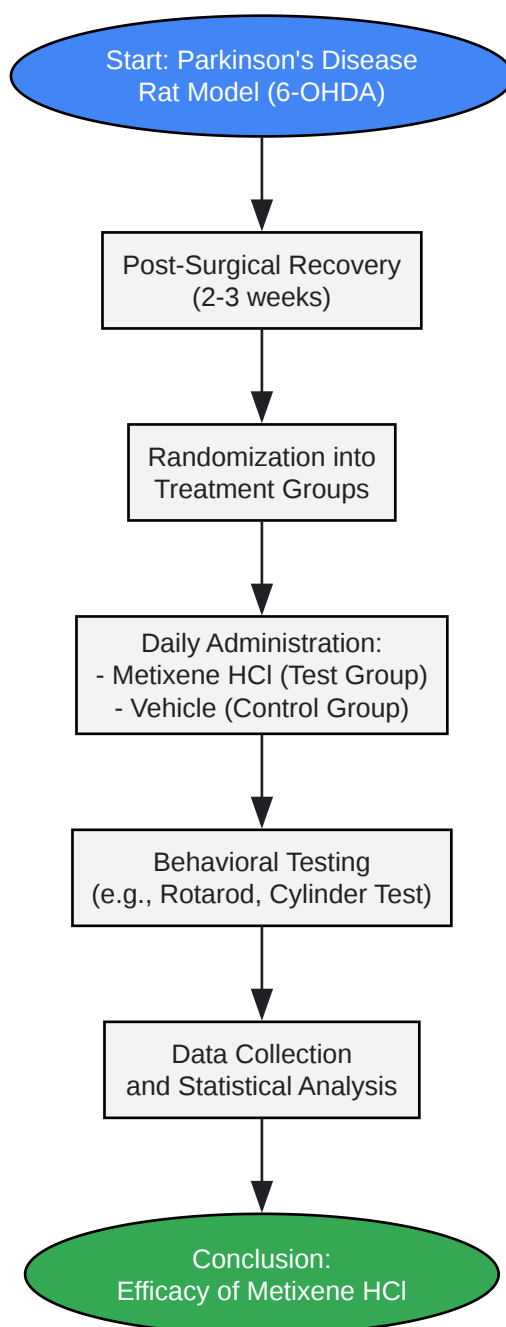 Start: Parkinson's Disease
Rat Model (6-OHDA)
Post-Surgical Recovery
(2-3 weeks)
Randomization into
Treatment Groups
Daily Administration:
- Metixene HCl (Test Group)
- Vehicle (Control Group)
Behavioral Testing
(e.g., Rotarod, Cylinder Test)
Data Collection
and Statistical Analysis
Conclusion:
Efficacy of Metixene HCl